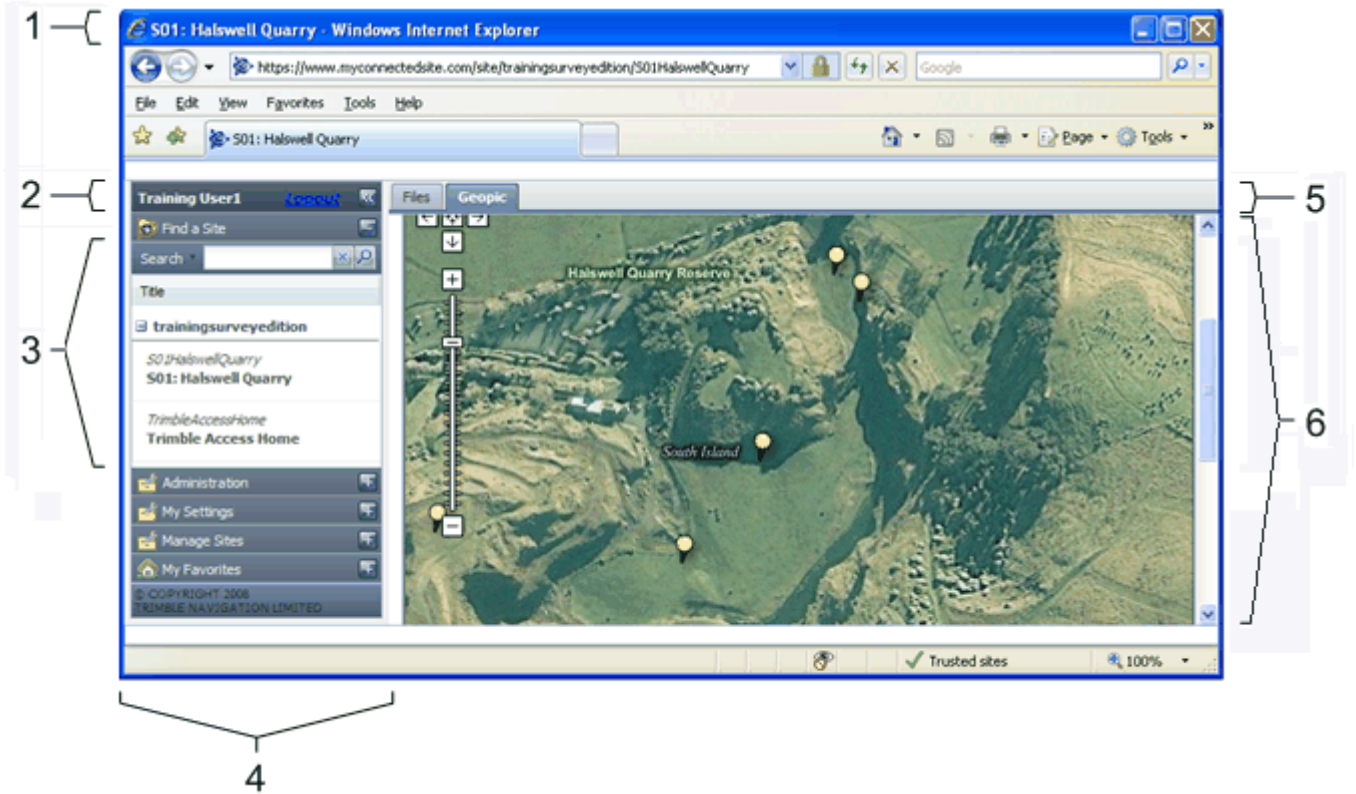 1
S01: Halswell Quarry - Windows Internet Explorer
https://www.myconnectedsite.com/site/trainingsurveyedition/S01HalswellQuarry
Google
File Edit View Favorites Tools Help
S01: Halswell Quarry
Page Tools
2
Training User1 Logout
Files Geopic
5
Find a Site
Search
Title
trainingsurveyedition
3
S01HalswellQuarry
S01: Halswell Quarry
TrimbleAccessHome
Trimble Access Home
Administration
My Settings
Manage Sites
My Favorites
© COPYRIGHT 2008
TRIMBLE NAVIGATION LIMITED
Halswell Quarry Reserve
South Island
6
Trusted sites
100%
4